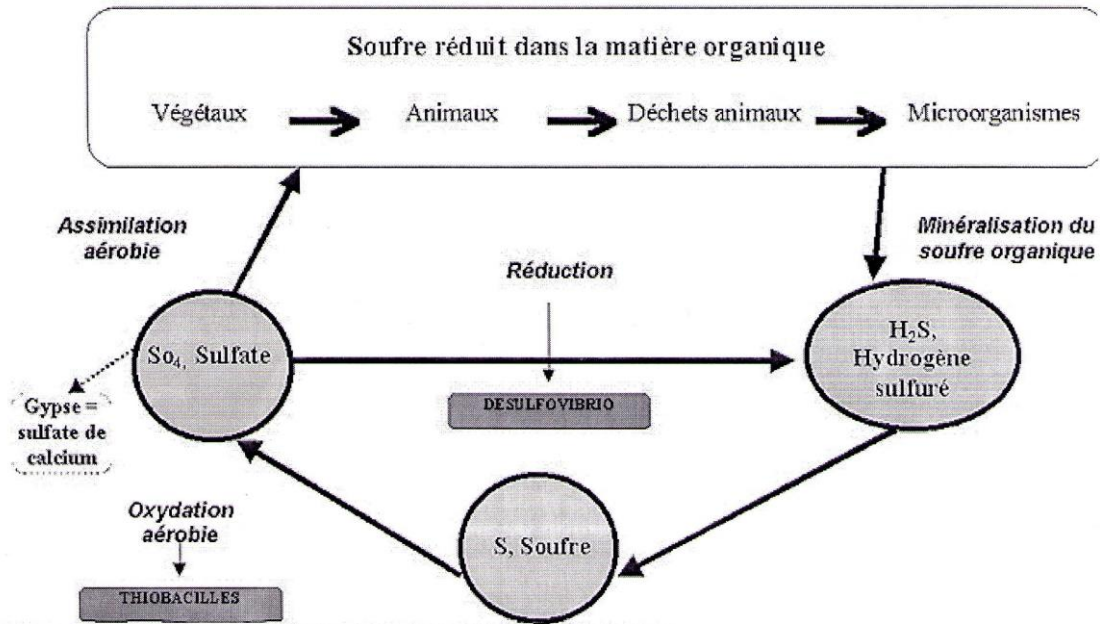 Soufre réduit dans la matière organique
Végétaux
Animaux
Déchets animaux
Microorganismes
Assimilation
aérobie
Réduction
Minéralisation du
soufre organique
So₄, Sulfate
H₂S,
Hydrogène
sulfuré
Gypse =
sulfate de
calcium
DESULFOVIBRIO
Oxydation
aérobie
S, Soufre
THIOBACILLES